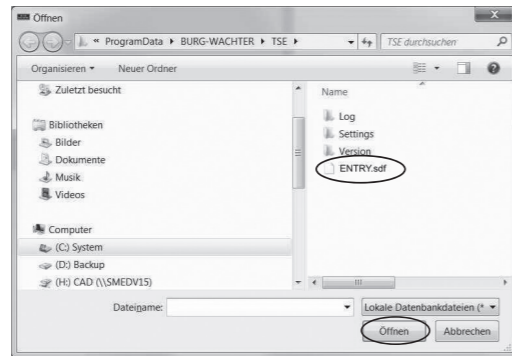 Öffnen
« ProgramData ▸ BURG-WACHTER ▸ TSE ▸
TSE durchsuchen
Organisieren ▾ Neuer Ordner
Zuletzt besucht
Bibliotheken
Bilder
Dokumente
Musik
Videos
Computer
(C:) System
(D:) Backup
(H:) CAD (\\SMEDV15)
Name
Log
Settings
Version
ENTRY.sdf
Dateiname:
Lokale Datenbankdateien (*
Öffnen Abbrechen